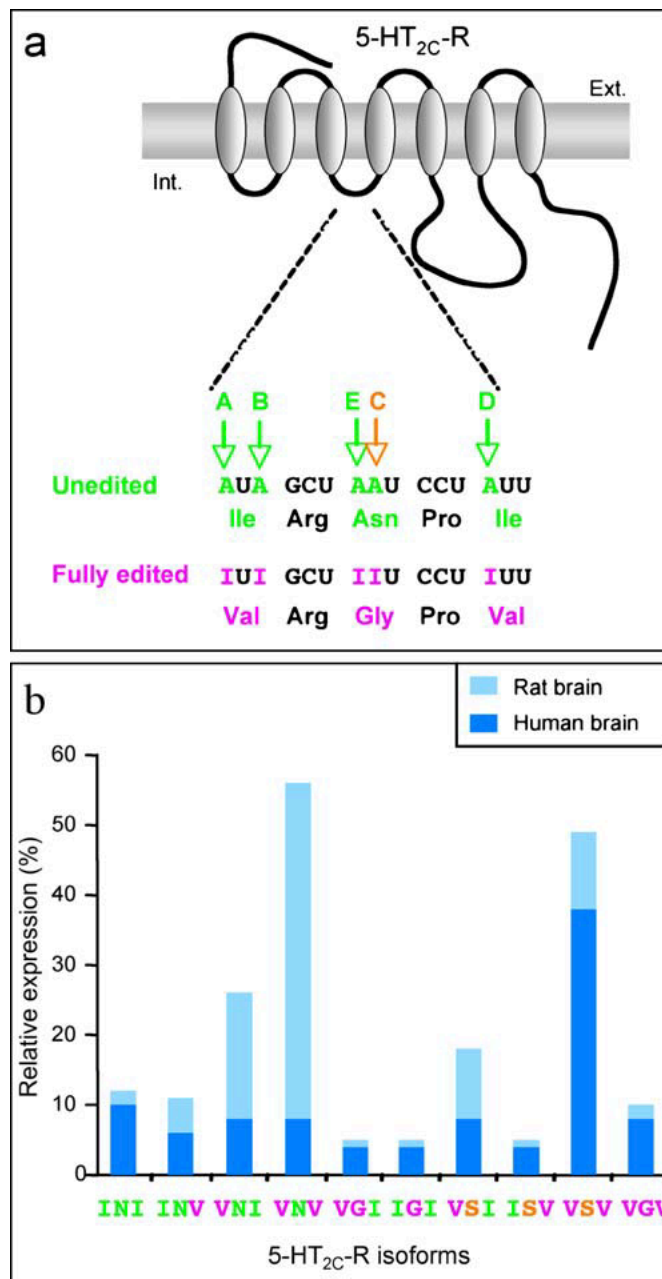 a
5-HT2C-R
Ext.
Int.
A B E C D
Unedited AUA GCU AAU CCU AUU
Ile Arg Asn Pro Ile
Fully edited IUI GCU IIU CCU IUU
Val Arg Gly Pro Val
b
Rat brain
Human brain
Relative expression (%)
60
50
40
30
20
10
0
INI INV VNI VNV VGI IGI VSI ISV VSV VGV
5-HT2C-R isoforms